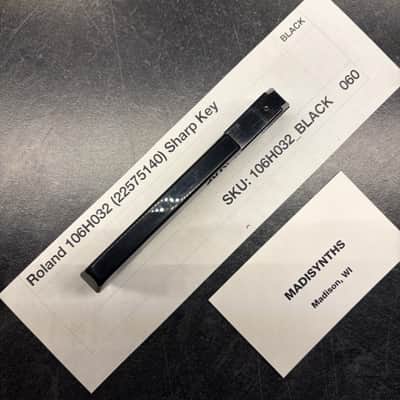 Roland 106H032 (22575140) Sharp Key
BLACK
SKU: 106H032_BLACK
060
MADISYNTHS
Madison, WI